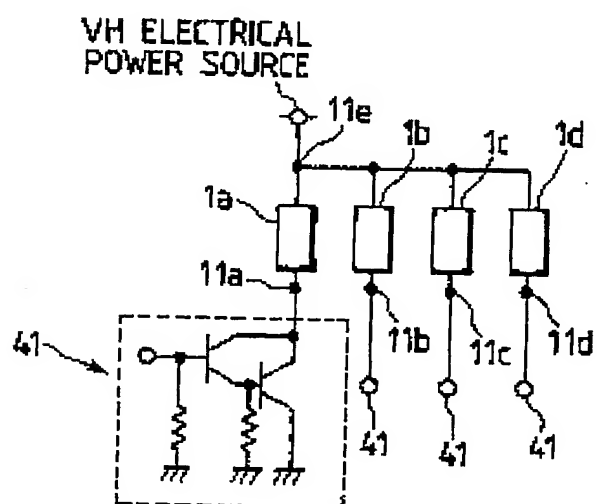 VH ELECTRICAL
POWER SOURCE
11e
1b
1c
1d
1a
11a
11b
11c
11d
41
41
41
41